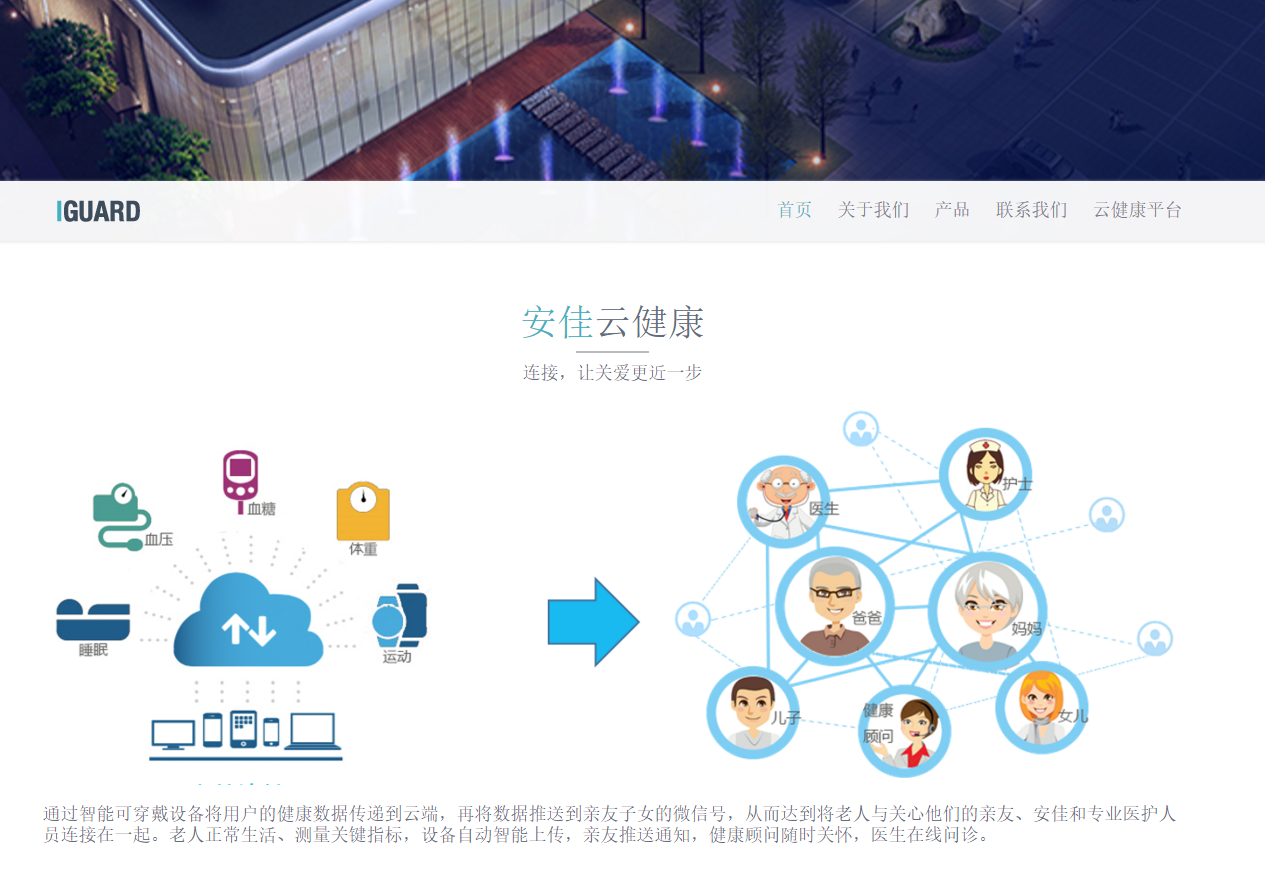 IGUARD
首页 关于我们 产品 联系我们 云健康平台
安佳云健康
连接，让关爱更近一步
血糖
血压
体重
睡眠
运动
护士
医生
爸爸
妈妈
儿子
健康
顾问
女儿
通过智能可穿戴设备将用户的健康数据传递到云端，再将数据推送到亲友子女的微信号，从而达到将老人与关心他们的亲友、安佳和专业医护人
员连接在一起。老人正常生活、测量关键指标，设备自动智能上传，亲友推送通知，健康顾问随时关怀，医生在线问诊。